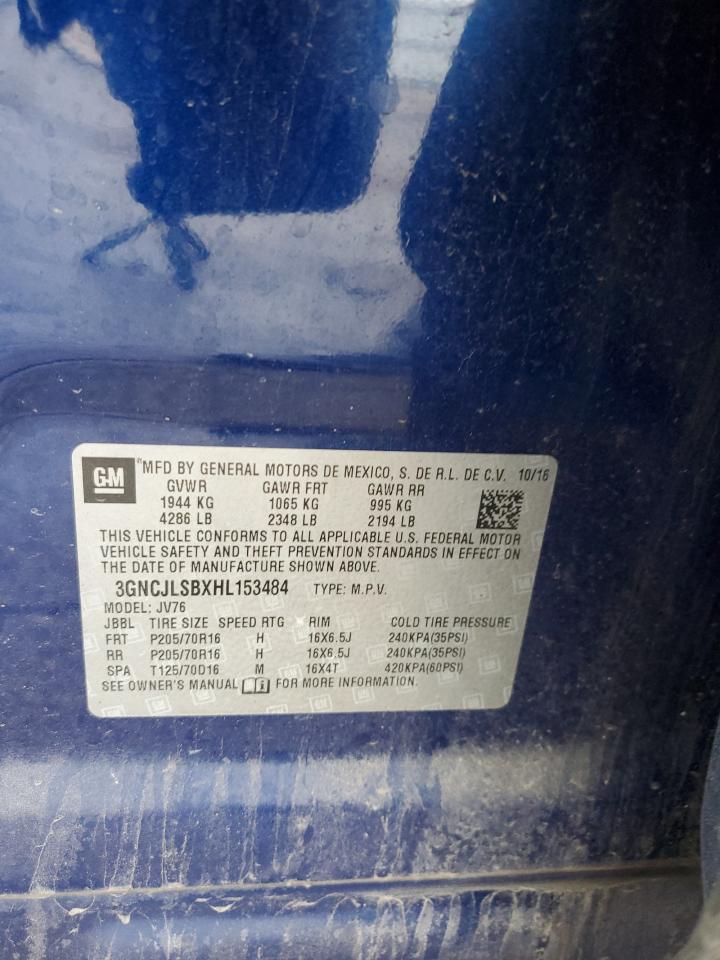 GM "MFD BY GENERAL MOTORS DE MEXICO, S. DE R.L. DE C.V. 10/16
GVWR GAWR FRT GAWR RR
1944 KG 1065 KG 995 KG
4286 LB 2348 LB 2194 LB
THIS VEHICLE CONFORMS TO ALL APPLICABLE U.S. FEDERAL MOTOR
VEHICLE SAFETY AND THEFT PREVENTION STANDARDS IN EFFECT ON
THE DATE OF MANUFACTURE SHOWN ABOVE.
3GNCJLSBXHL153484 TYPE: M.P.V.
MODEL: JV76
JBBL TIRE SIZE SPEED RTG RIM COLD TIRE PRESSURE
FRT P205/70R16 H 16X6.5J 240KPA(35PSI)
RR P205/70R16 H 16X6.5J 240KPA(35PSI)
SPA T125/70D16 M 16X4T 420KPA(60PSI)
SEE OWNER'S MANUAL FOR MORE INFORMATION.